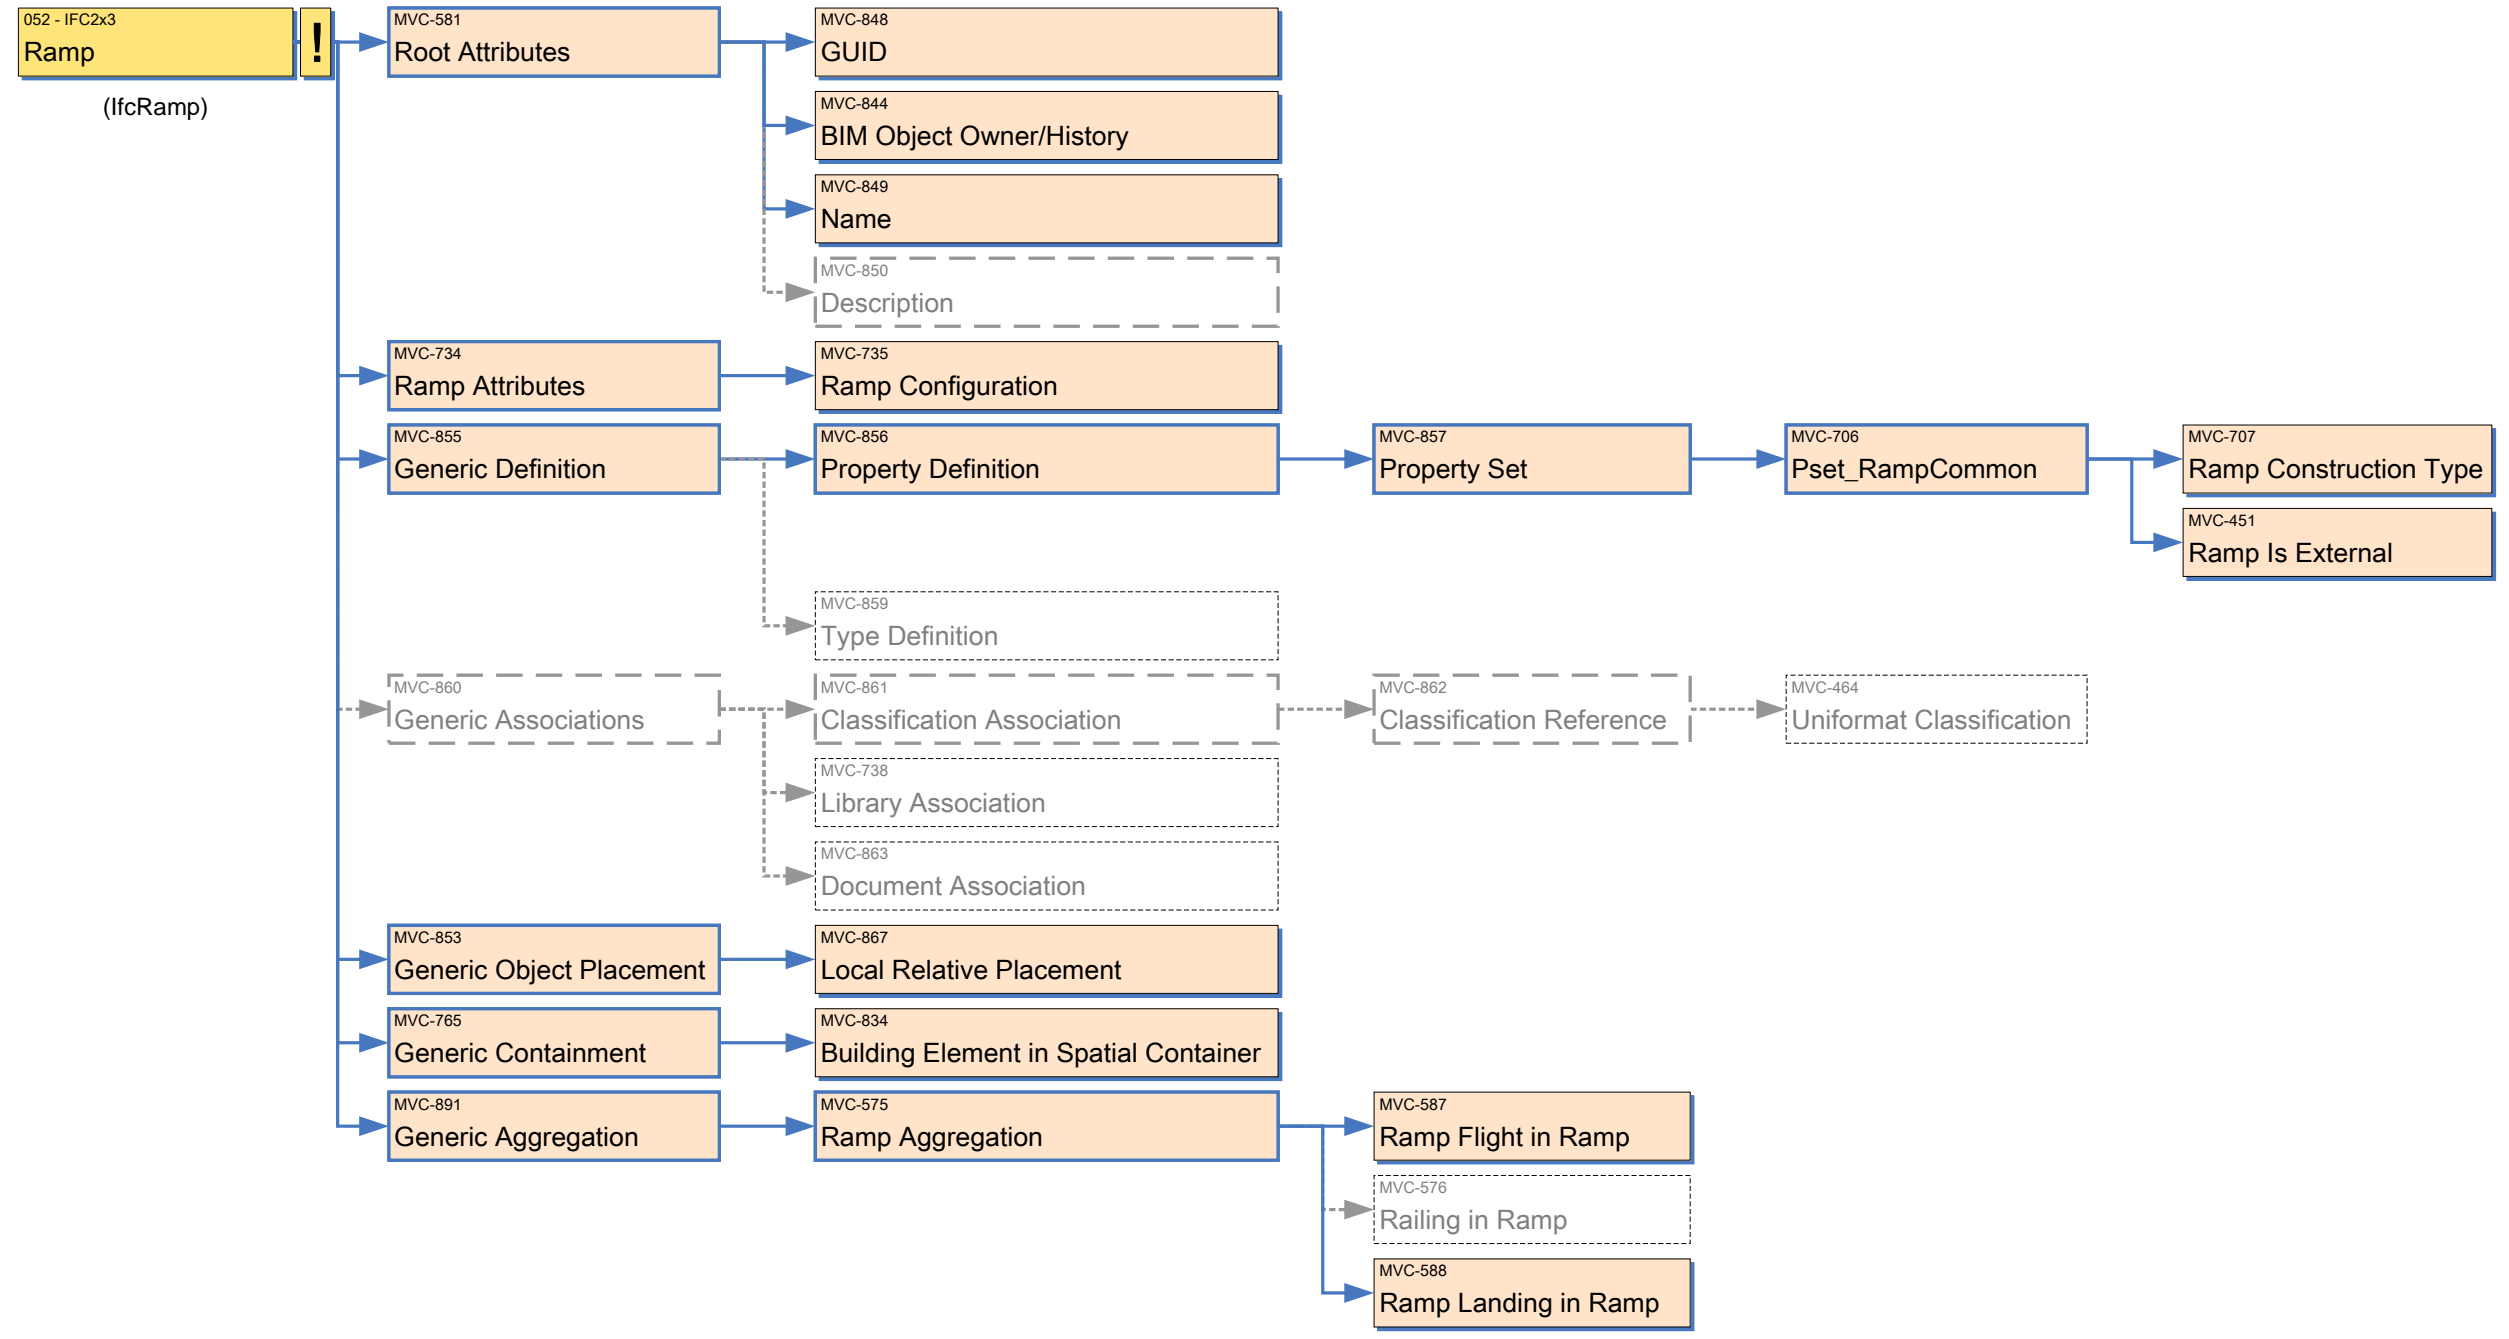 052 - IFC2x3
Ramp
!
(IfcRamp)
MVC-581
Root Attributes
MVC-848
GUID
MVC-844
BIM Object Owner/History
MVC-849
Name
MVC-850
Description
MVC-734
Ramp Attributes
MVC-735
Ramp Configuration
MVC-855
Generic Definition
MVC-856
Property Definition
MVC-857
Property Set
MVC-706
Pset_RampCommon
MVC-707
Ramp Construction Type
MVC-451
Ramp Is External
MVC-859
Type Definition
MVC-860
Generic Associations
MVC-861
Classification Association
MVC-862
Classification Reference
MVC-464
Uniformat Classification
MVC-738
Library Association
MVC-863
Document Association
MVC-853
Generic Object Placement
MVC-867
Local Relative Placement
MVC-765
Generic Containment
MVC-834
Building Element in Spatial Container
MVC-891
Generic Aggregation
MVC-575
Ramp Aggregation
MVC-587
Ramp Flight in Ramp
MVC-576
Railing in Ramp
MVC-588
Ramp Landing in Ramp